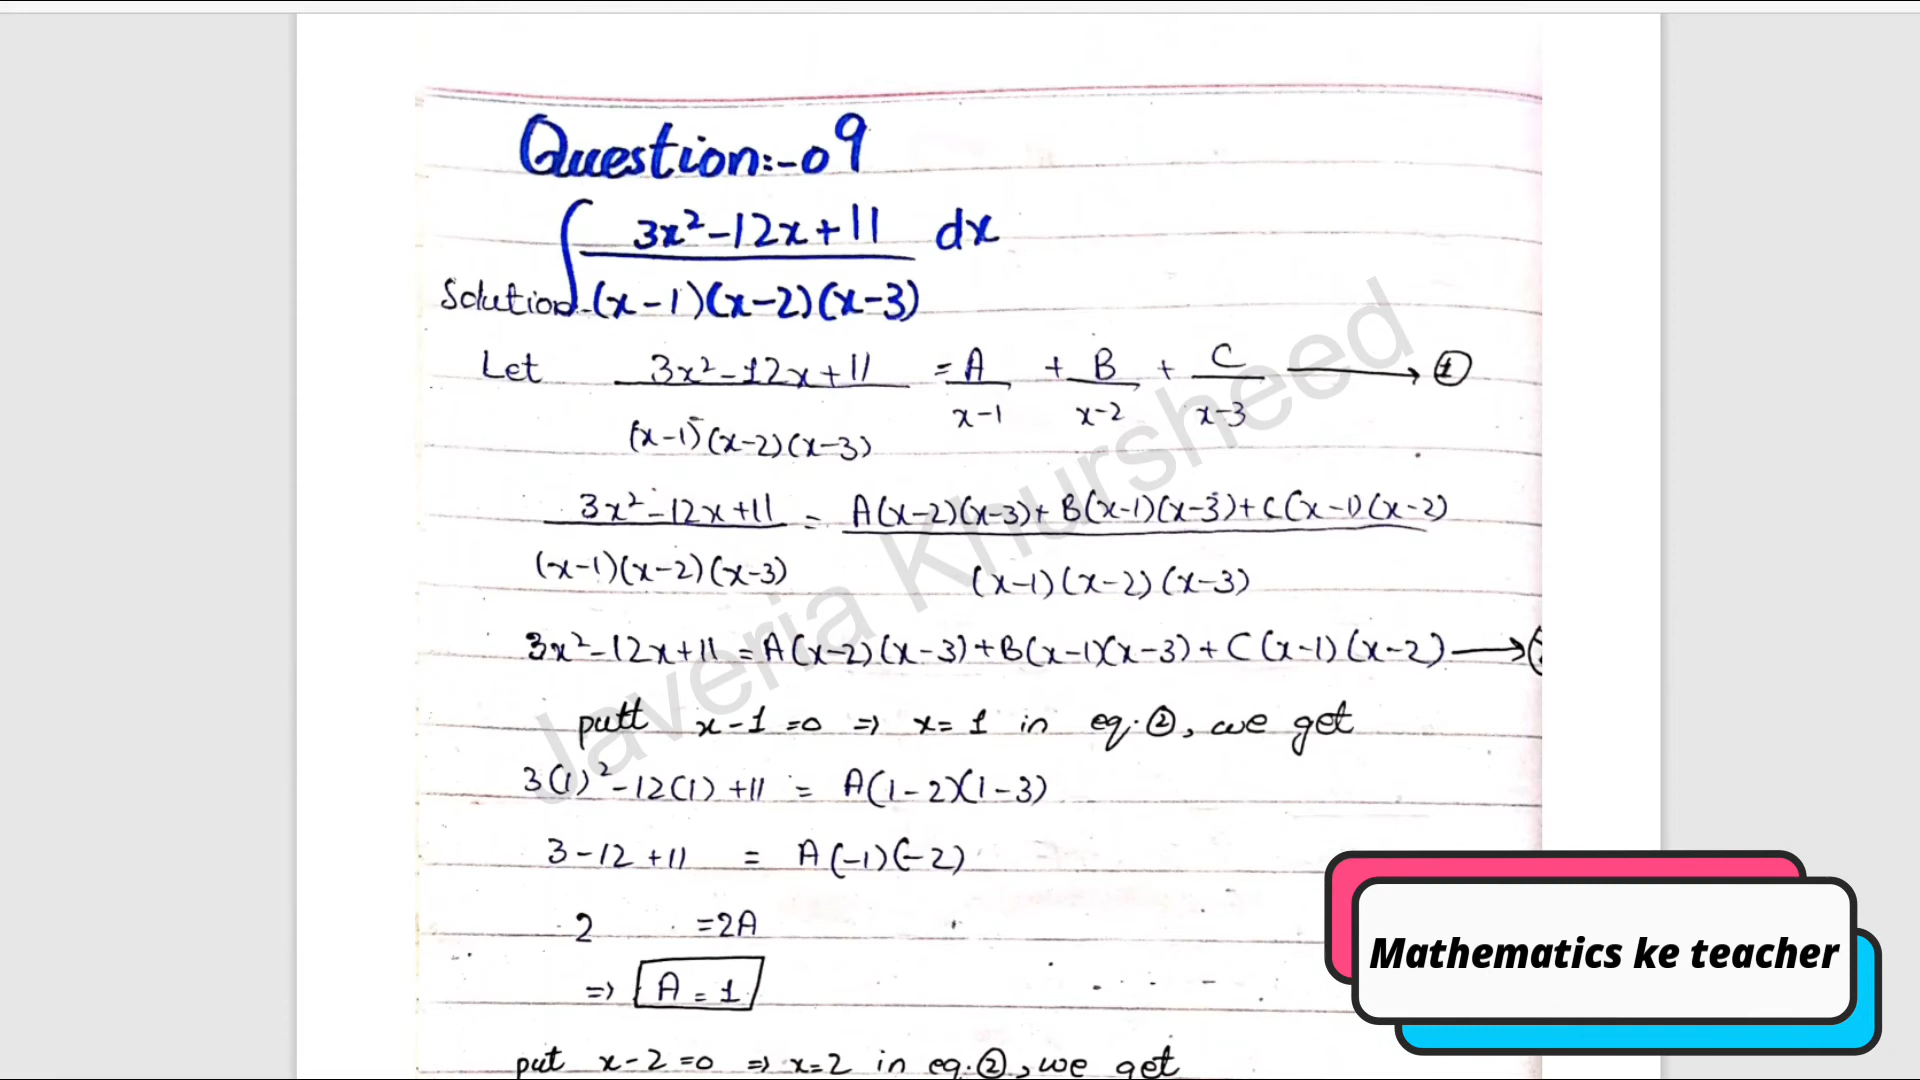 Question:-09
∫ 3x²-12x+11 dx
Solution:- (x-1)(x-2)(x-3)
Let 3x²-12x+11 = A + B + C → ①
(x-1)(x-2)(x-3) x-1 x-2 x-3
3x²-12x+11 = A(x-2)(x-3)+B(x-1)(x-3)+C(x-1)(x-2)
(x-1)(x-2)(x-3) (x-1)(x-2)(x-3)
3x²-12x+11 = A(x-2)(x-3)+B(x-1)(x-3)+C(x-1)(x-2) →
putt x-1=0 ⇒ x=1 in eq.②, we get
3(1)²-12(1)+11 = A(1-2)(1-3)
3-12+11 = A(-1)(-2)
2 =2A
⇒ A=1
put x-2=0 ⇒ x=2 in eq.②, we get
Javeria Khursheed
Mathematics ke teacher